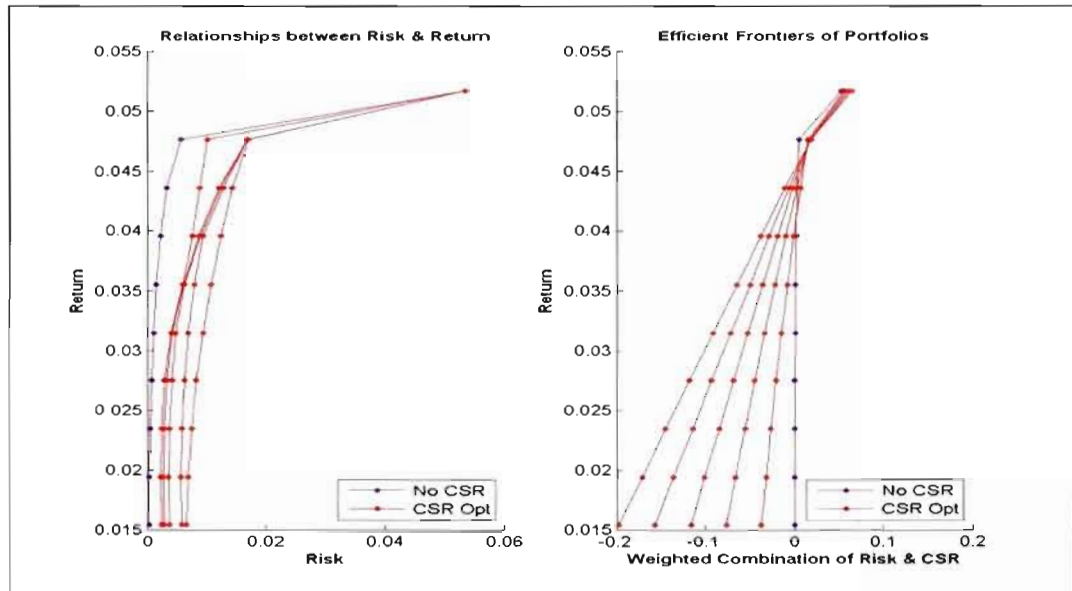 Relationships between Risk & Return
0.055
0.05
0.045
0.04
0.035
0.03
0.025
0.02
0.015
Return
0
0.02
0.04
0.06
Risk
No CSR
CSR Opt
Efficient Frontiers of Portfolios
0.055
0.05
0.045
0.04
0.035
0.03
0.025
0.02
0.015
Return
-0.2
-0.1
0
0.1
0.2
Weighted Combination of Risk & CSR
No CSR
CSR Opt